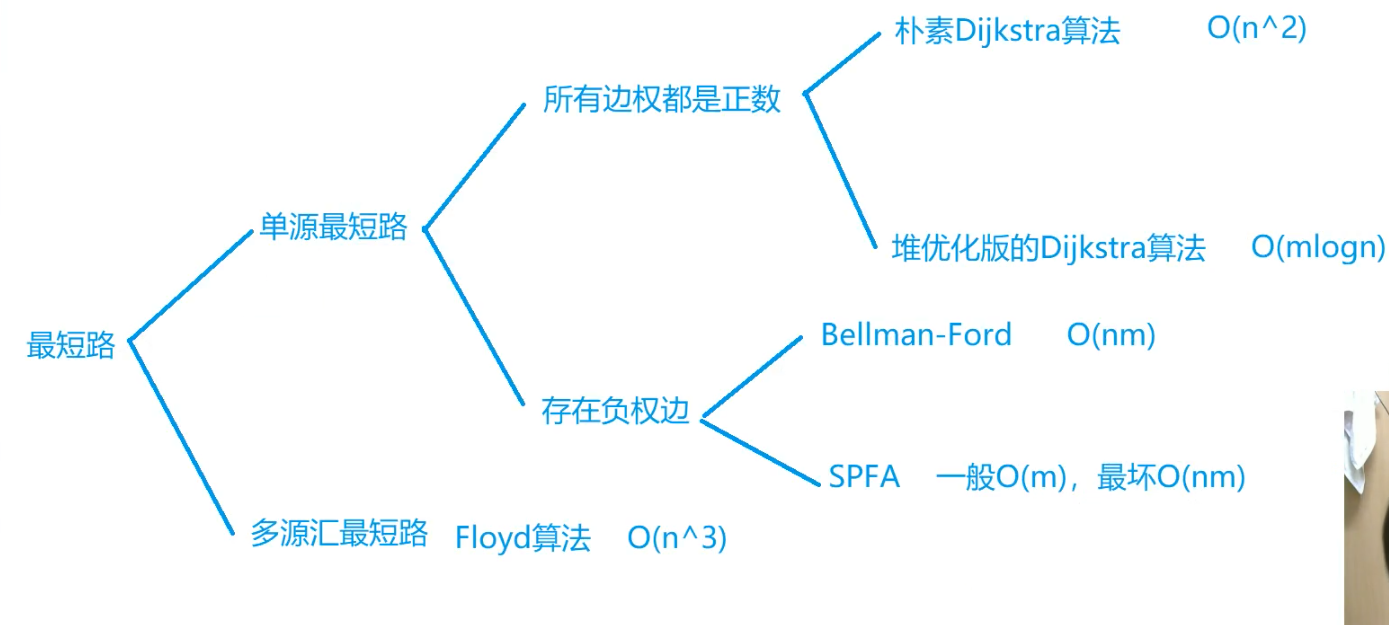 朴素Dijkstra算法 O(n^2)
所有边权都是正数
单源最短路
堆优化版的Dijkstra算法 O(mlogn)
最短路
Bellman-Ford O(nm)
存在负权边
SPFA 一般O(m)，最坏O(nm)
多源汇最短路 Floyd算法 O(n^3)